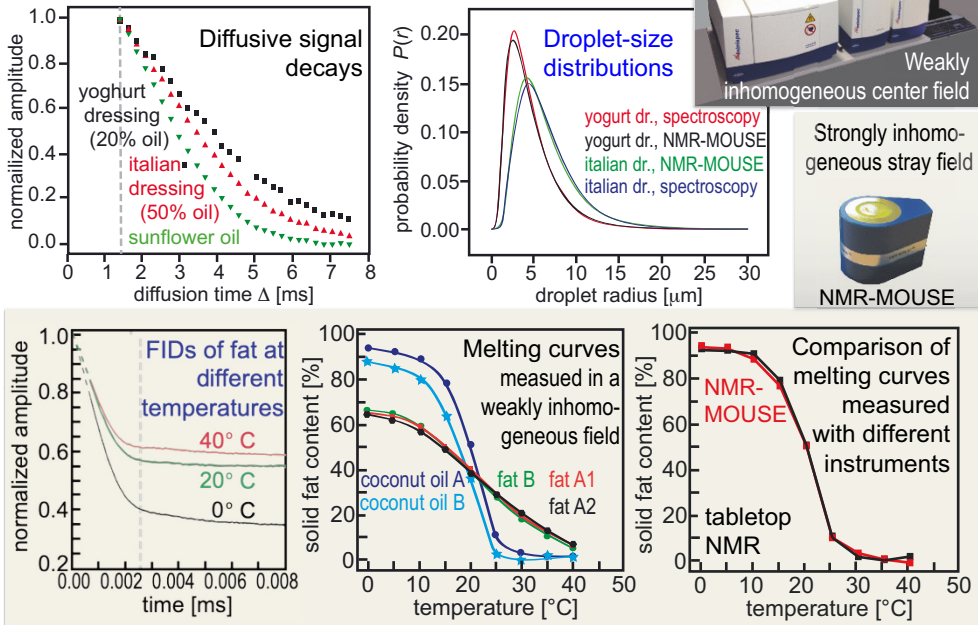 Diffusive signal
decays
normalized amplitude
1.0
0.8
0.6
0.4
0.2
0.0
yoghurt
dressing
(20% oil)
italian
dressing
(50% oil)
sunflower oil
0 1 2 3 4 5 6 7 8
diffusion time Δ [ms]
Droplet-size
distributions
probability density P(r)
0.20
0.15
0.10
0.05
0.00
yogurt dr., spectroscopy
yogurt dr., NMR-MOUSE
italian dr., NMR-MOUSE
italian dr., spectroscopy
0 5 10 15 20 25 30
droplet radius [μm]
Weakly
inhomogeneous center field
Strongly inhomo-
geneous stray field
NMR-MOUSE
normalized amplitude
1.0
0.8
0.6
0.4
0.2
FIDs of fat at
different
temperatures
40° C
20° C
0° C
0.00 0.002 0.004 0.006 0.008
time [ms]
solid fat content [%]
100
80
60
40
20
0
Melting curves
measued in a
weakly inhomo-
geneous field
coconut oil A fat B fat A1
coconut oil B fat A2
0 10 20 30 40 50
temperature [°C]
solid fat content [%]
100
80
60
40
20
0
Comparison of
melting curves
measured
with different
instruments
NMR-
MOUSE
tabletop
NMR
0 10 20 30 40 50
temperature [°C]